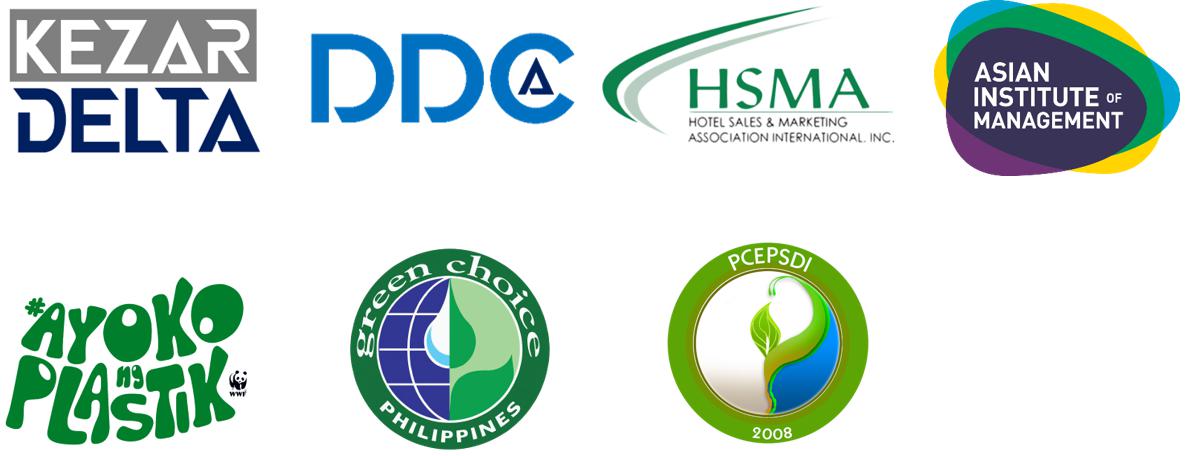 KEZAR
DELTA
DDC
HSMA
HOTEL SALES & MARKETING
ASSOCIATION INTERNATIONAL, INC.
ASIAN
INSTITUTE OF
MANAGEMENT
#AYOKO
ng
PLASTIK
WWF
green choice
PHILIPPINES
PCEPSDI
2008